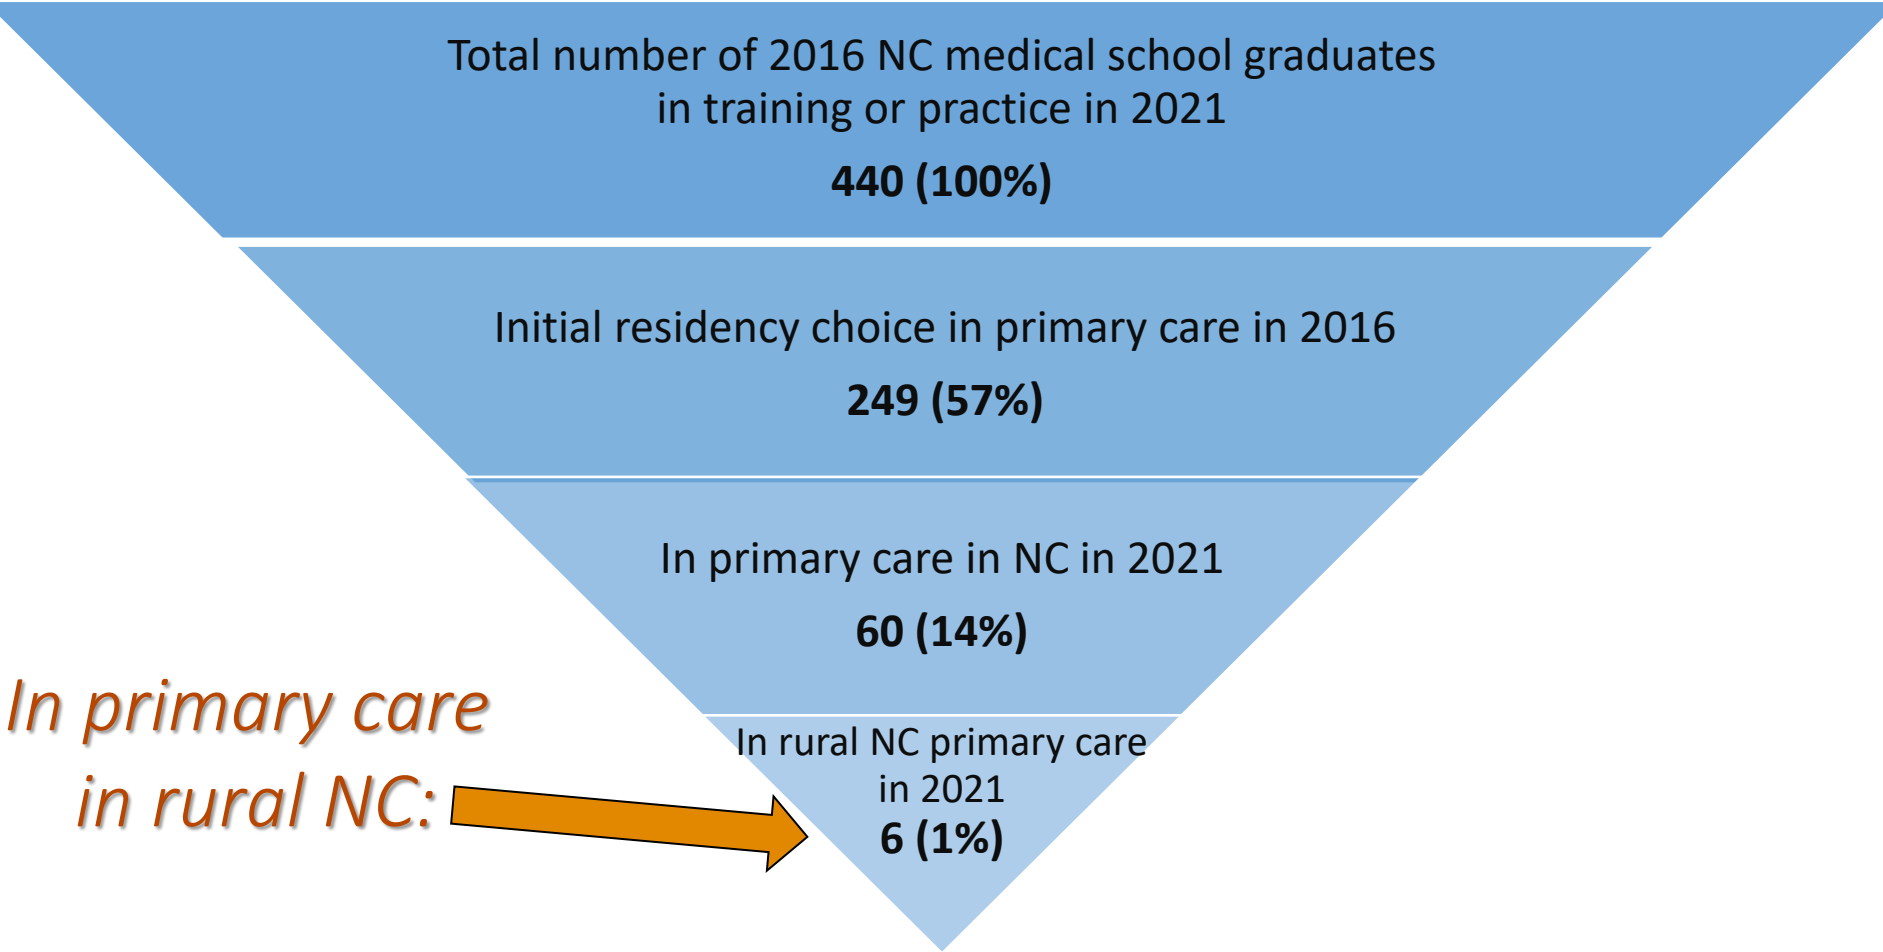 Total number of 2016 NC medical school graduates
in training or practice in 2021
440 (100%)
Initial residency choice in primary care in 2016
249 (57%)
In primary care in NC in 2021
60 (14%)
In primary care
in rural NC:
In rural NC primary care
in 2021
6 (1%)